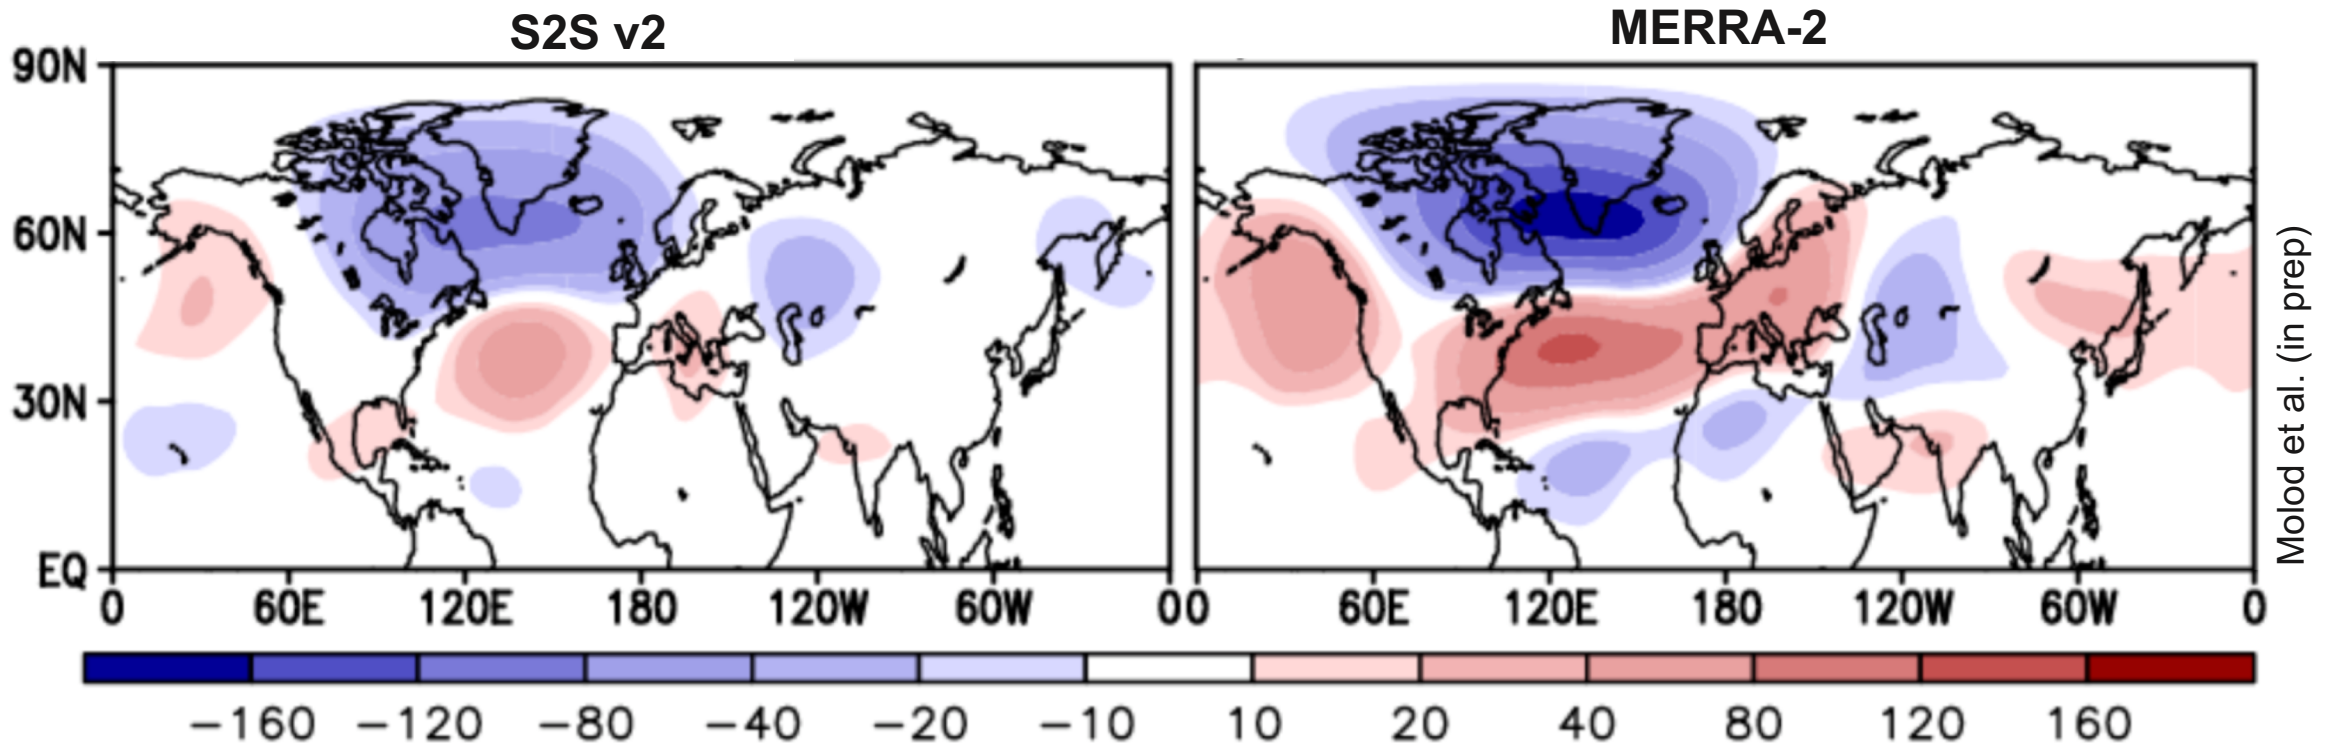 S2S v2
MERRA-2
90N
60N
30N
EQ
0 60E 120E 180 120W 60W 0
0 60E 120E 180 120W 60W 0
−160 −120 −80 −40 −20 −10 10 20 40 80 120 160
Molod et al. (in prep)